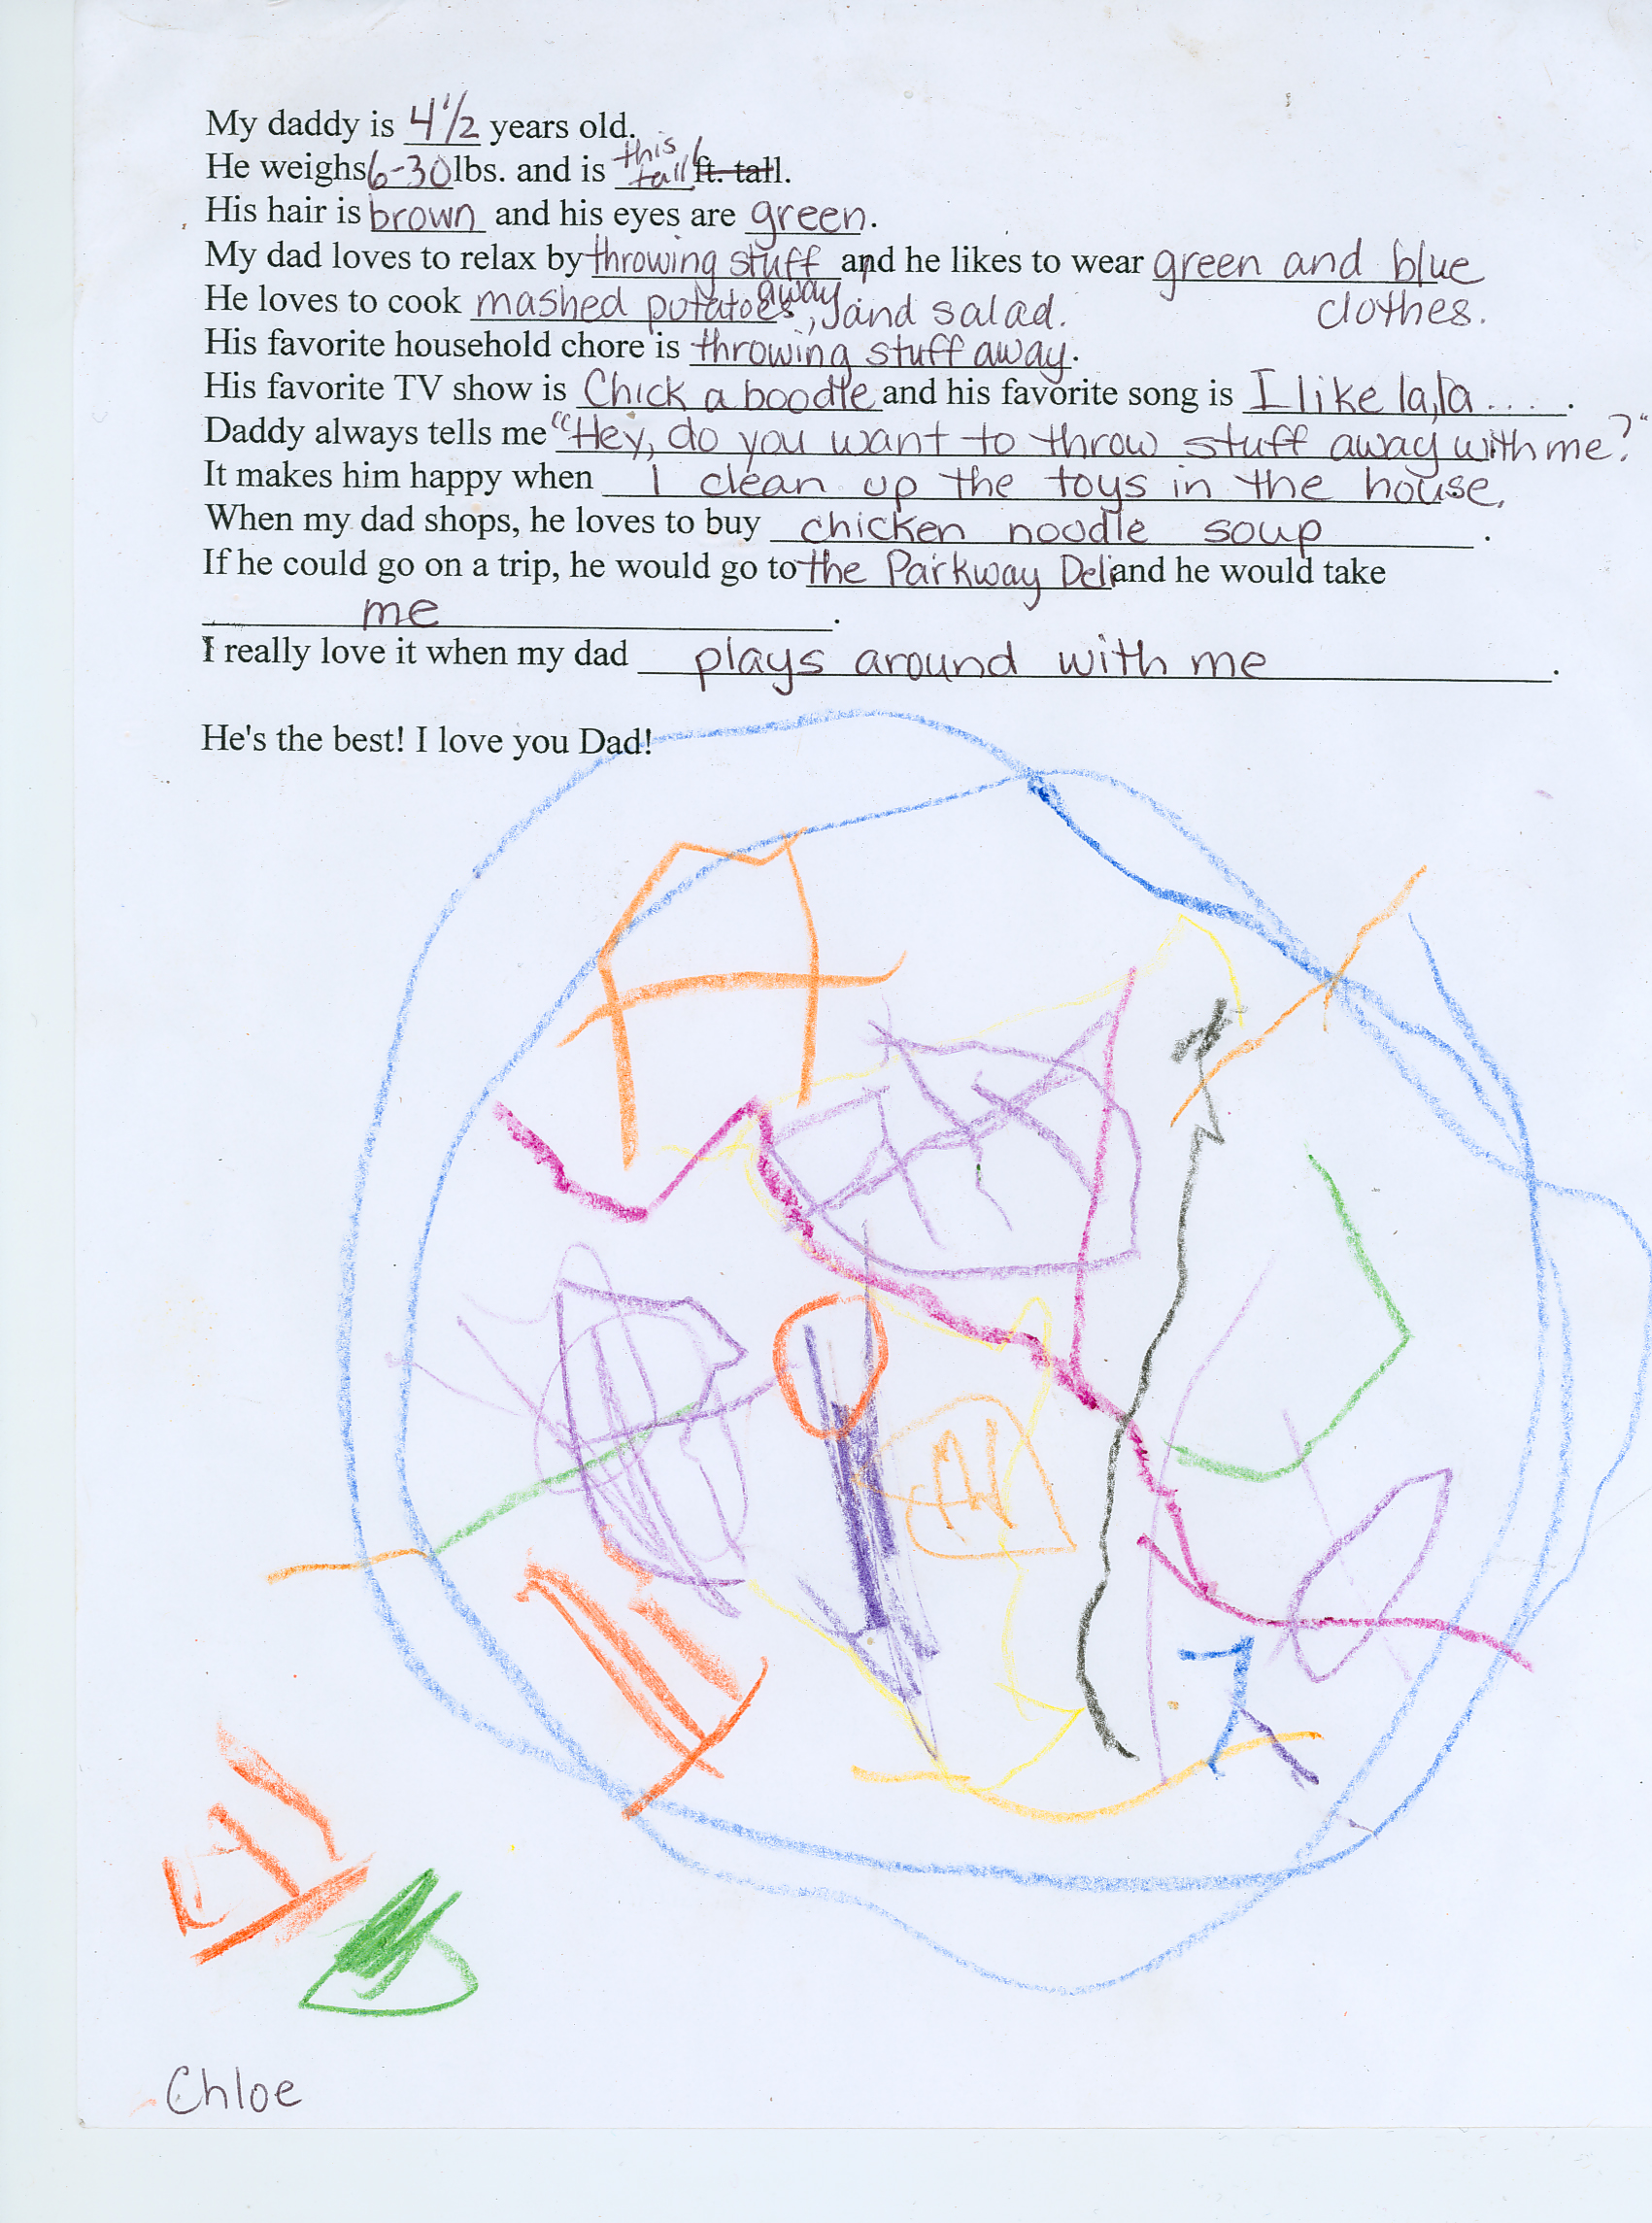 My daddy is 4 1/2 years old.
He weighs 6-30 lbs. and is this tall ft. tall.
His hair is brown and his eyes are green.
My dad loves to relax by throwing stuff away and he likes to wear green and blue clothes.
He loves to cook mashed potatoes, and salad.
His favorite household chore is throwing stuff away.
His favorite TV show is Chick a boodle and his favorite song is I like la, la.....
Daddy always tells me "Hey, do you want to throw stuff away with me?"
It makes him happy when I clean up the toys in the house.
When my dad shops, he loves to buy chicken noodle soup.
If he could go on a trip, he would go to the Parkway Deli and he would take
me.
I really love it when my dad plays around with me.
He's the best! I love you Dad!
Chloe